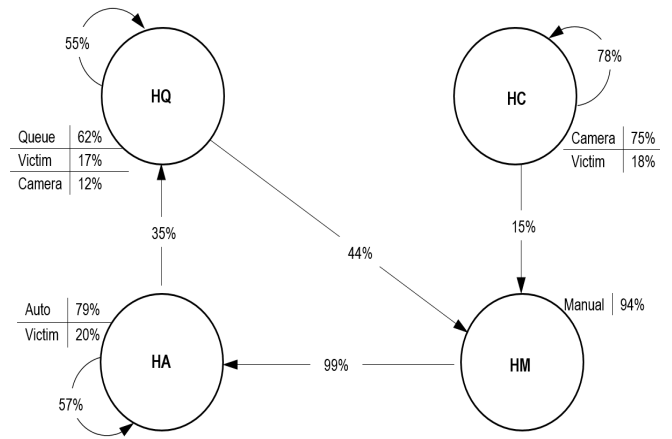 55%
HQ
Queue 62%
Victim 17%
Camera 12%
HC
78%
Camera 75%
Victim 18%
35%
44%
15%
Auto 79%
Victim 20%
HA
57%
99%
Manual 94%
HM